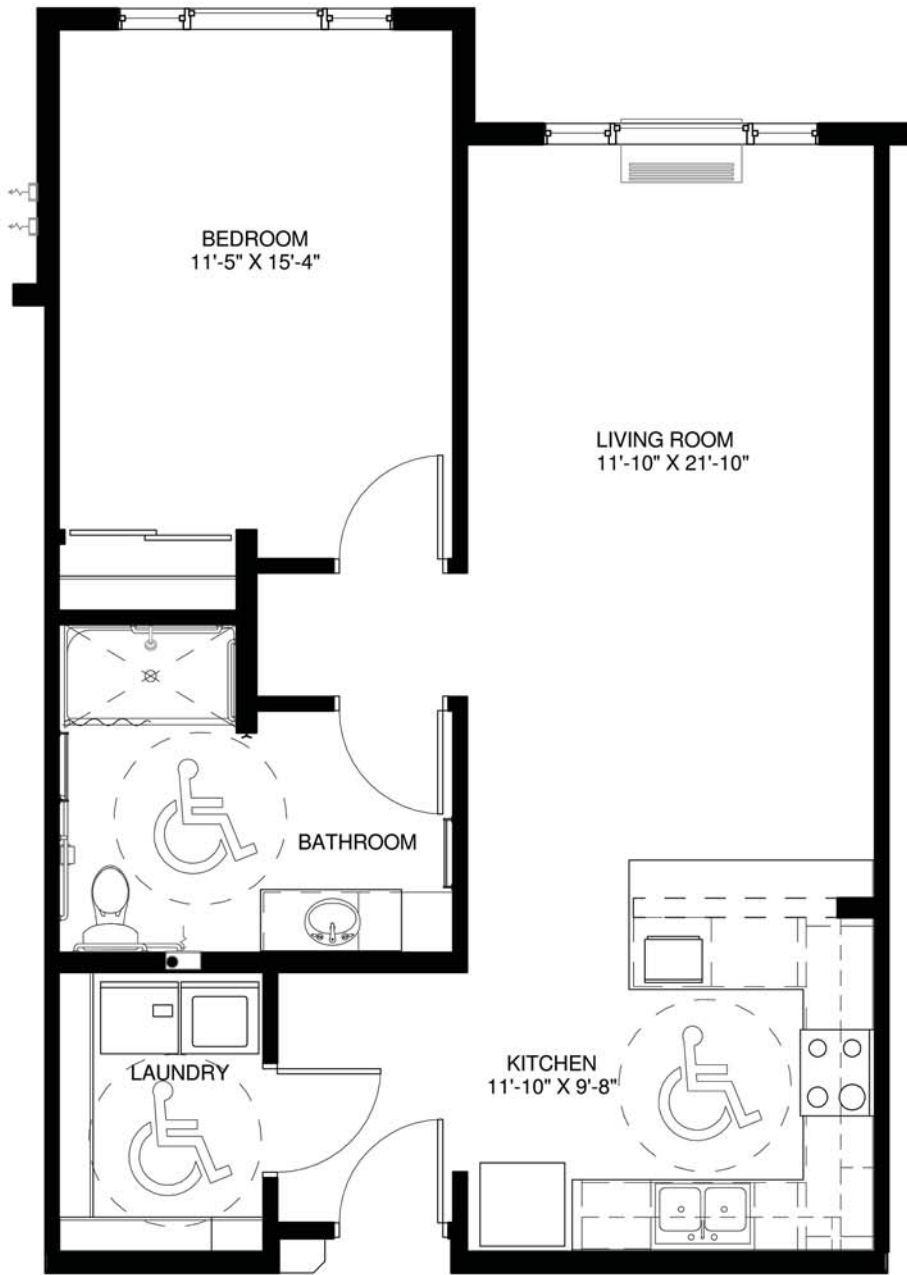 BEDROOM
11'-5" X 15'-4"
LIVING ROOM
11'-10" X 21'-10"
BATHROOM
LAUNDRY
KITCHEN
11'-10" X 9'-8"